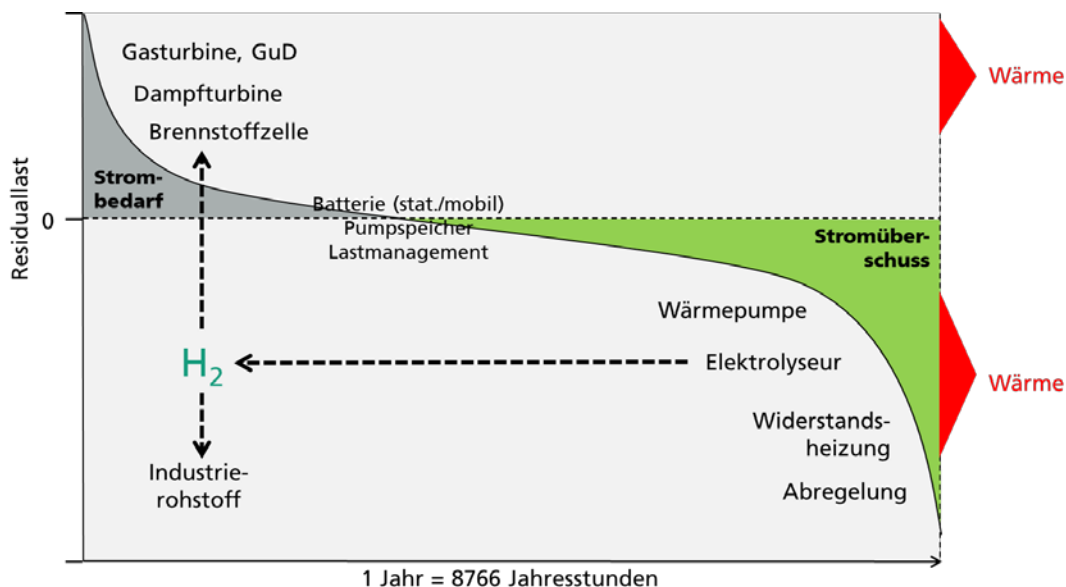 Gasturbine, GuD
Dampfturbine
Brennstoffzelle
Wärme
Residuallast
Strom-
bedarf
Batterie (stat./mobil)
0
Pumpspeicher
Lastmanagement
Stromüber-
schuss
Wärmepumpe
H₂
Elektrolyseur
Wärme
Widerstands-
heizung
Industrie-
rohstoff
Abregelung
1 Jahr = 8766 Jahresstunden